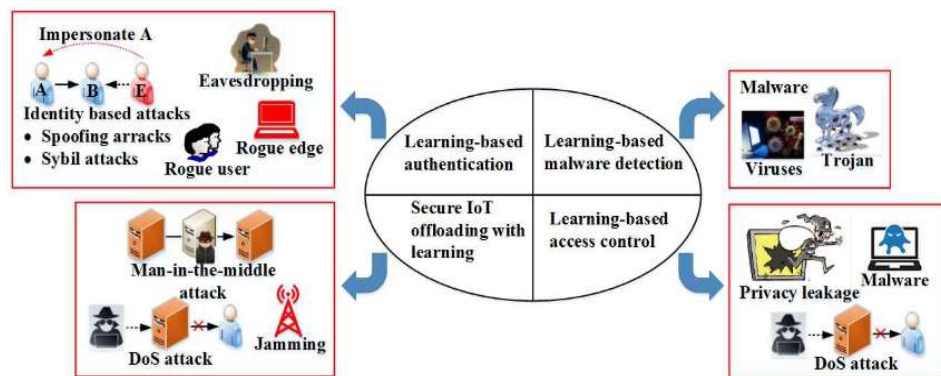 Impersonate A
A
B
E
Eavesdropping
Identity based attacks
• Spoofing arracks
• Sybil attacks
Rogue edge
Rogue user
Learning-based
authentication
Learning-based
malware detection
Secure IoT
offloading with
learning
Learning-based
access control
Malware
Viruses
Trojan
Man-in-the-middle
attack
DoS attack
Jamming
Privacy leakage
Malware
DoS attack